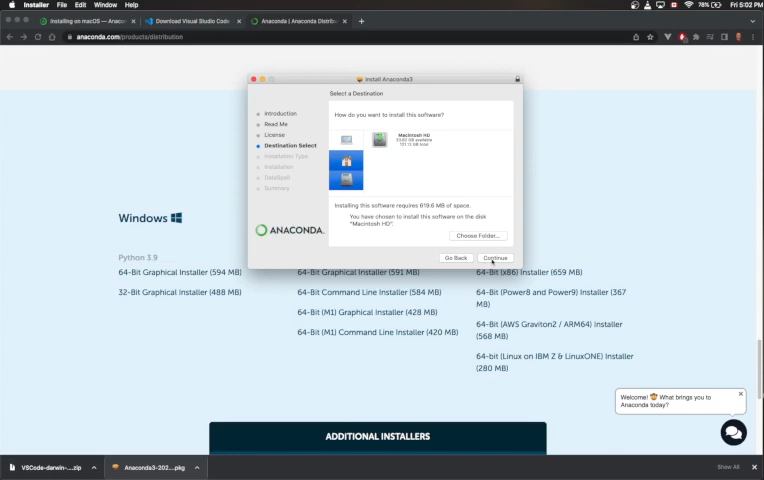 Installer File Edit Window Help
78% Fri 5:02 PM
Installing on macOS — Anacon
Download Visual Studio Code
Anaconda | Anaconda Distrib
anaconda.com/products/distribution
Install Anaconda3
Select a Destination
Introduction
Read Me
License
Destination Select
Installation Type
Installation
DataSpell
Summary
ANACONDA.
How do you want to install this software?
Macintosh HD
Installing this software requires 619.6 MB of space.
You have chosen to install this software on the disk
"Macintosh HD".
Choose Folder...
Go Back
Continue
Windows
Python 3.9
64-Bit Graphical Installer (594 MB)
32-Bit Graphical Installer (488 MB)
64-Bit Graphical Installer (591 MB)
64-Bit Command Line Installer (584 MB)
64-Bit (M1) Graphical Installer (428 MB)
64-Bit (M1) Command Line Installer (420 MB)
64-Bit (x86) Installer (659 MB)
64-Bit (Power8 and Power9) Installer (367
MB)
64-Bit (AWS Graviton2 / ARM64) Installer
(568 MB)
64-bit (Linux on IBM Z & LinuxONE) Installer
(280 MB)
Welcome! What brings you to
Anaconda today?
ADDITIONAL INSTALLERS
VSCode-darwin-....zip
Anaconda3-202....pkg
Show All